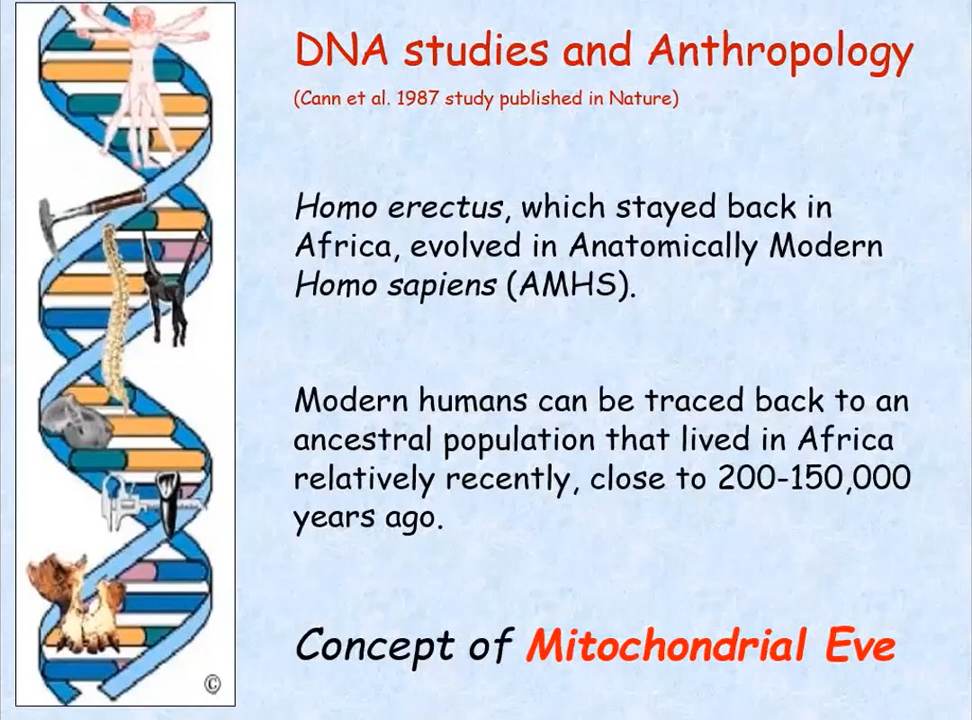 DNA studies and Anthropology
(Cann et al. 1987 study published in Nature)
Homo erectus, which stayed back in
Africa, evolved in Anatomically Modern
Homo sapiens (AMHS).
Modern humans can be traced back to an
ancestral population that lived in Africa
relatively recently, close to 200-150,000
years ago.
Concept of Mitochondrial Eve
©